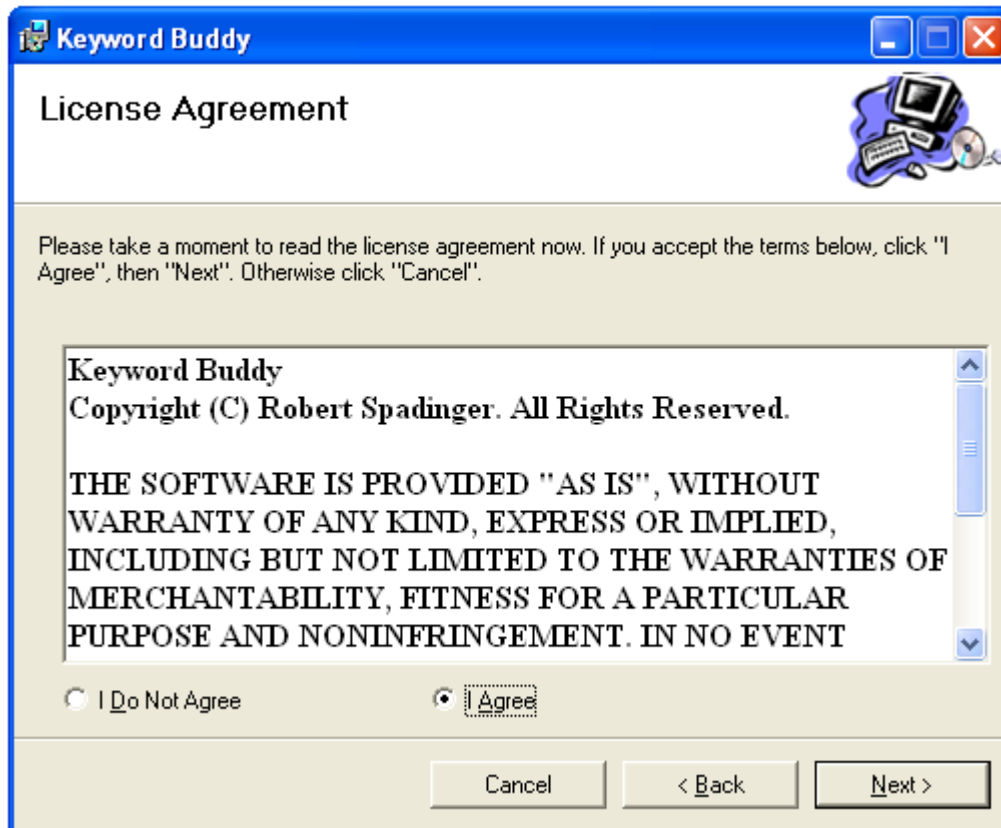 Keyword Buddy
License Agreement
Please take a moment to read the license agreement now. If you accept the terms below, click "I
Agree", then "Next". Otherwise click "Cancel".
Keyword Buddy
Copyright (C) Robert Spadinger. All Rights Reserved.
THE SOFTWARE IS PROVIDED "AS IS", WITHOUT
WARRANTY OF ANY KIND, EXPRESS OR IMPLIED,
INCLUDING BUT NOT LIMITED TO THE WARRANTIES OF
MERCHANTABILITY, FITNESS FOR A PARTICULAR
PURPOSE AND NONINFRINGEMENT. IN NO EVENT
I Do Not Agree
I Agree
Cancel
< Back
Next >